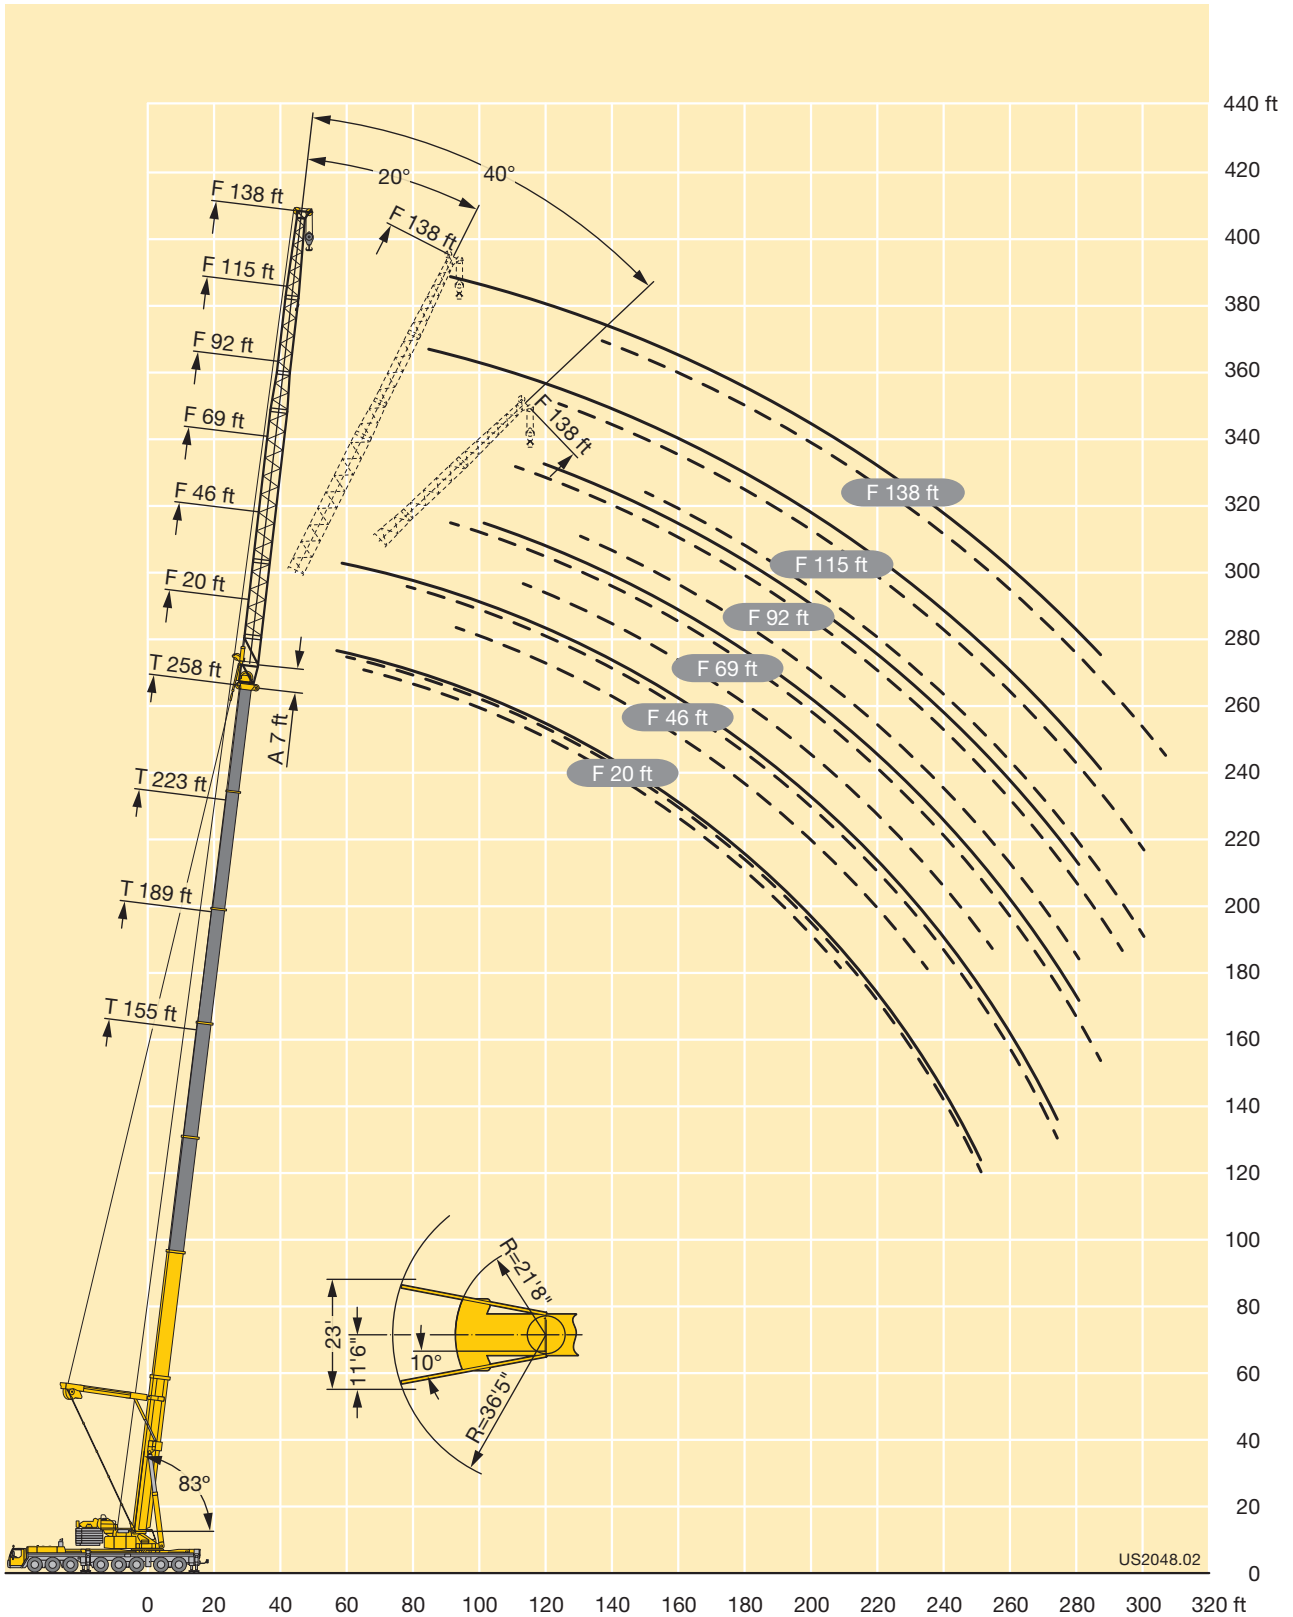 440 ft
420
400
380
360
340
320
300
280
260
240
220
200
180
160
140
120
100
80
60
40
20
0
40°
20°
F 138 ft
F 138 ft
F 115 ft
F 92 ft
F 138 ft
F 69 ft
F 46 ft
F 20 ft
T 258 ft
A 7 ft
T 223 ft
T 189 ft
T 155 ft
F 138 ft
F 115 ft
F 92 ft
F 69 ft
F 46 ft
F 20 ft
R=21'8"
23'
11'6"
10°
R=36'5"
83°
US2048.02
0 20 40 60 80 100 120 140 160 180 200 220 240 260 280 300 320 ft